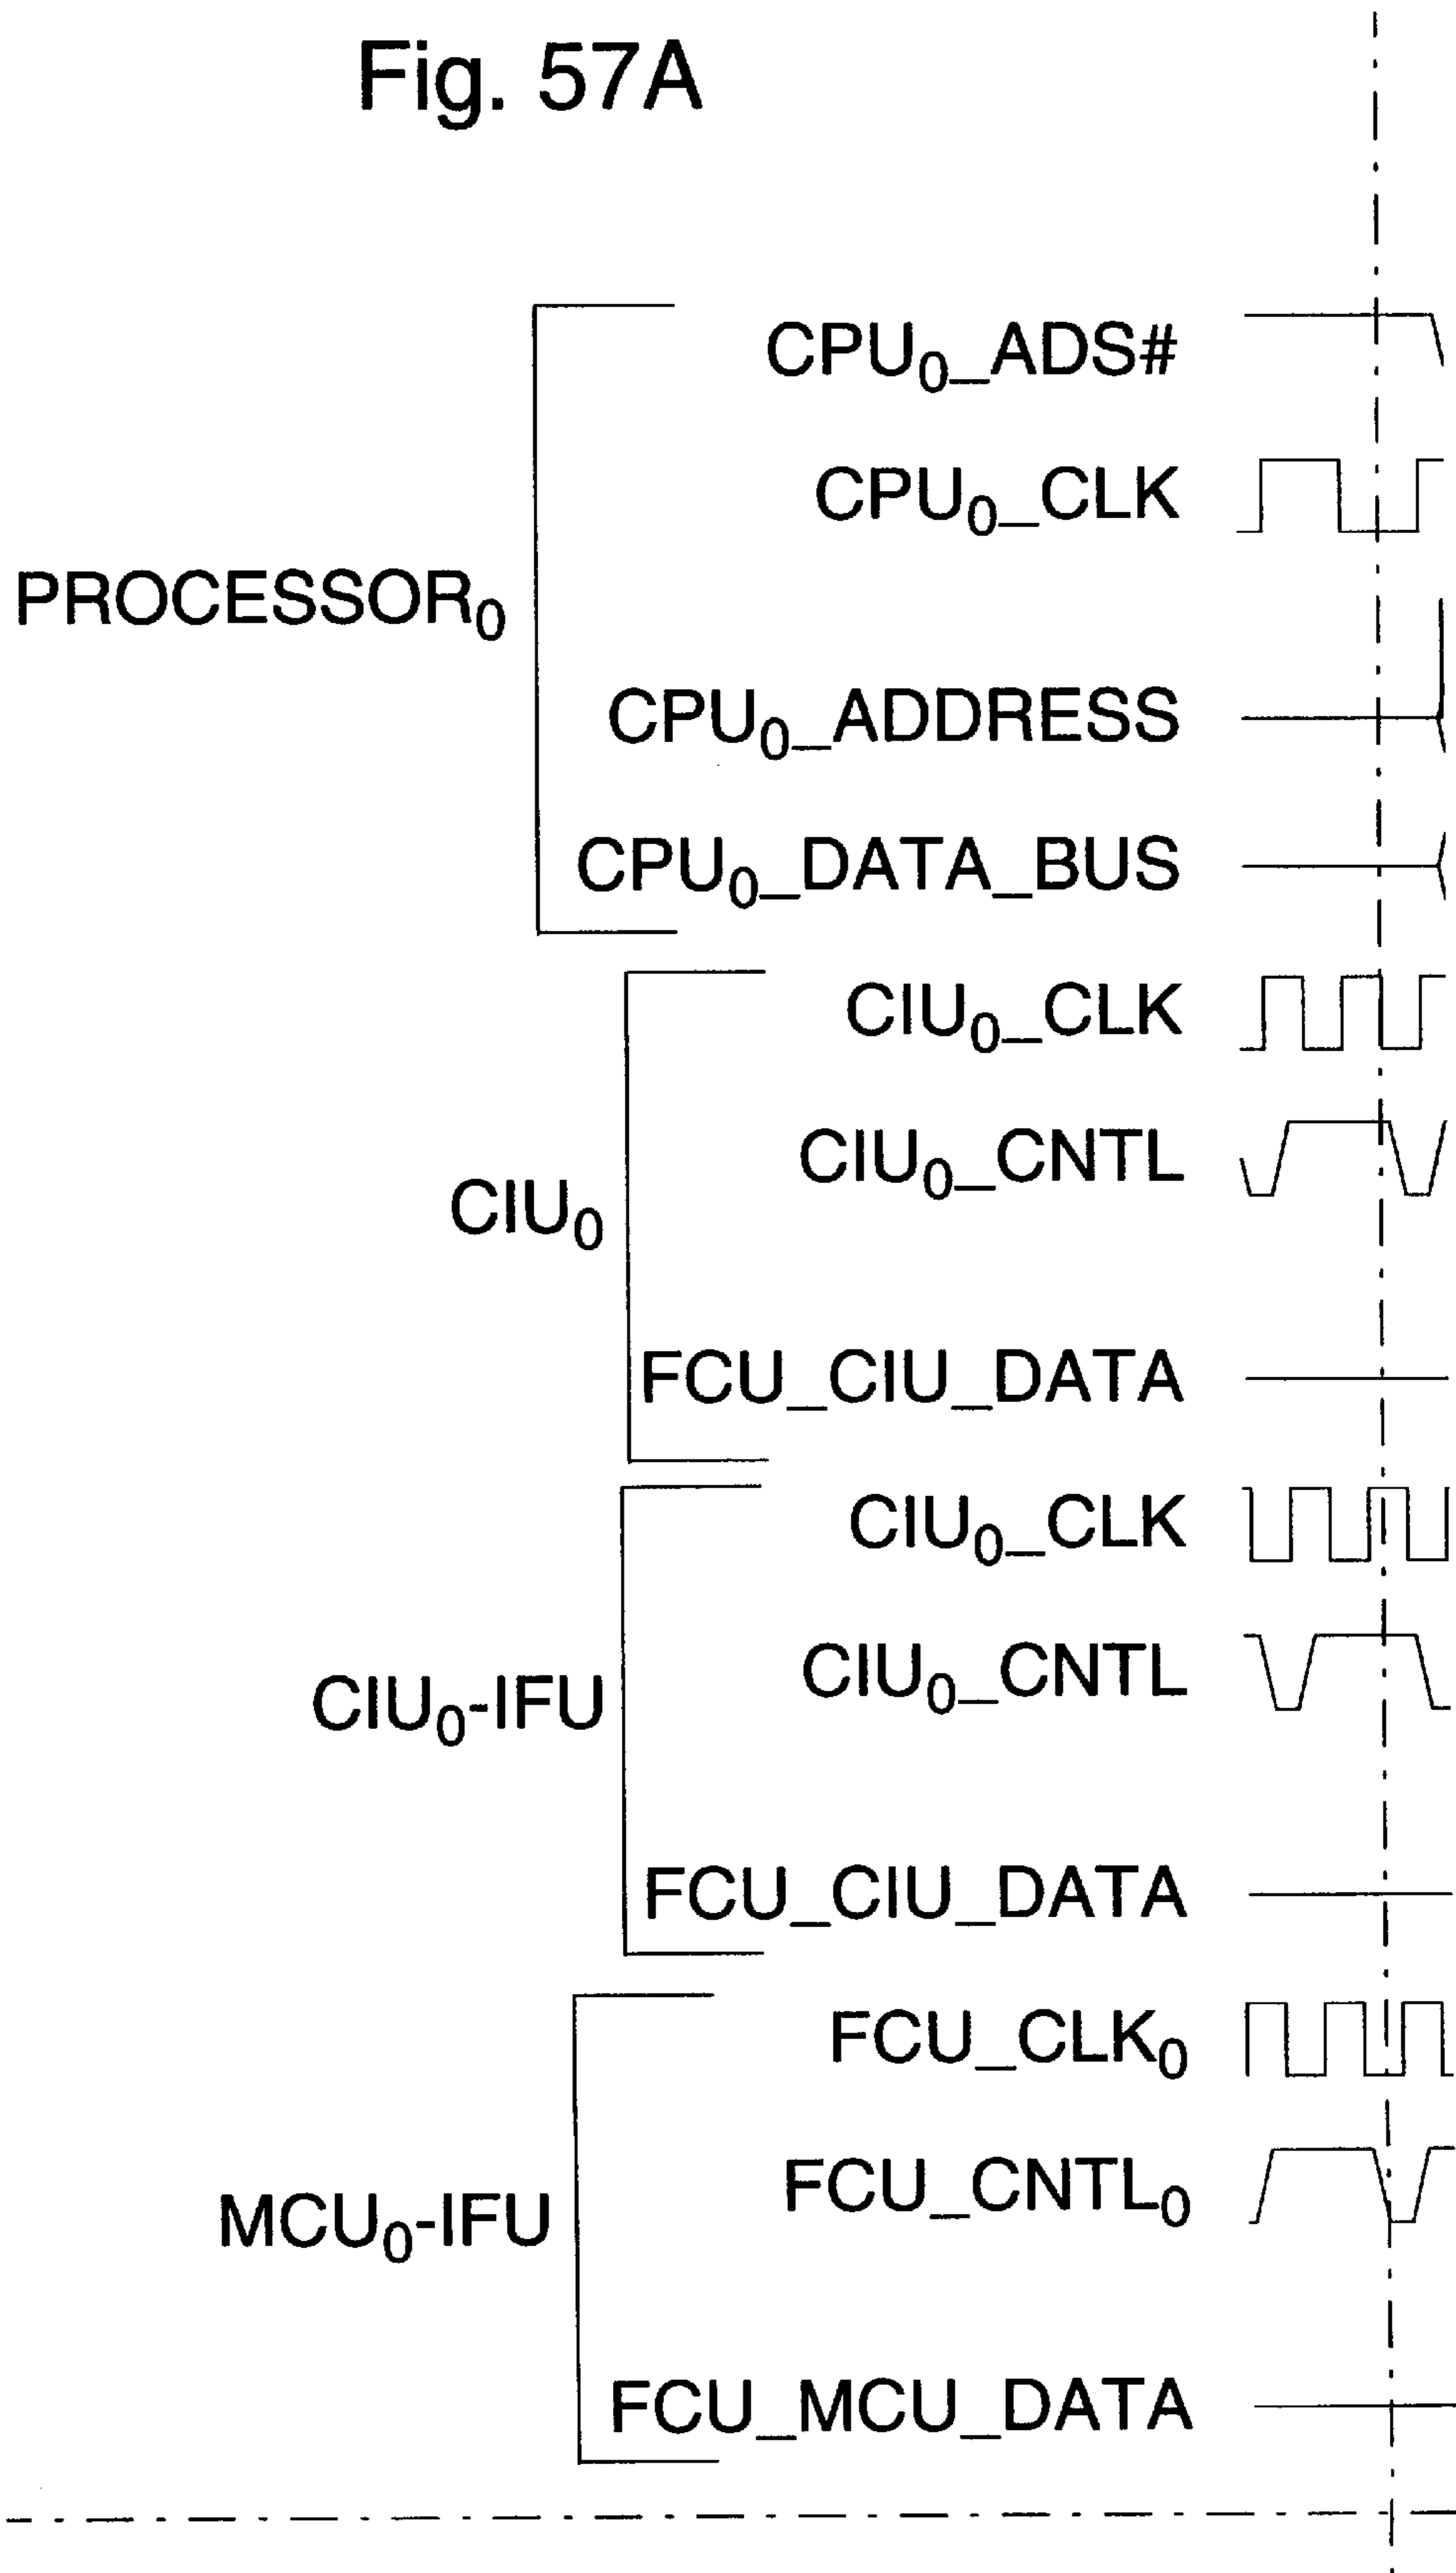 Fig. 57A
PROCESSOR₀
CPU₀_ADS#
CPU₀_CLK
CPU₀_ADDRESS
CPU₀_DATA_BUS
CIU₀
CIU₀_CLK
CIU₀_CNTL
FCU_CIU_DATA
CIU₀-IFU
CIU₀_CLK
CIU₀_CNTL
FCU_CIU_DATA
MCU₀-IFU
FCU_CLK₀
FCU_CNTL₀
FCU_MCU_DATA